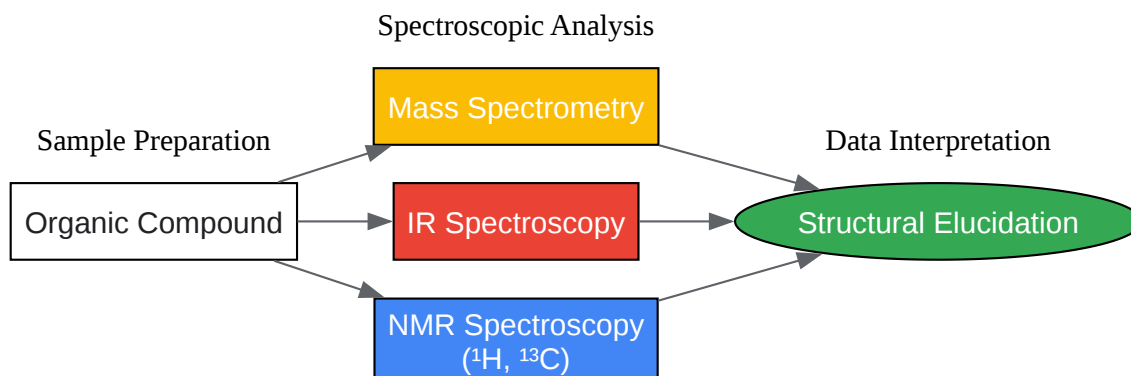 Spectroscopic Analysis
Mass Spectrometry
Sample Preparation
Data Interpretation
Organic Compound
IR Spectroscopy
Structural Elucidation
NMR Spectroscopy
(¹H, ¹³C)